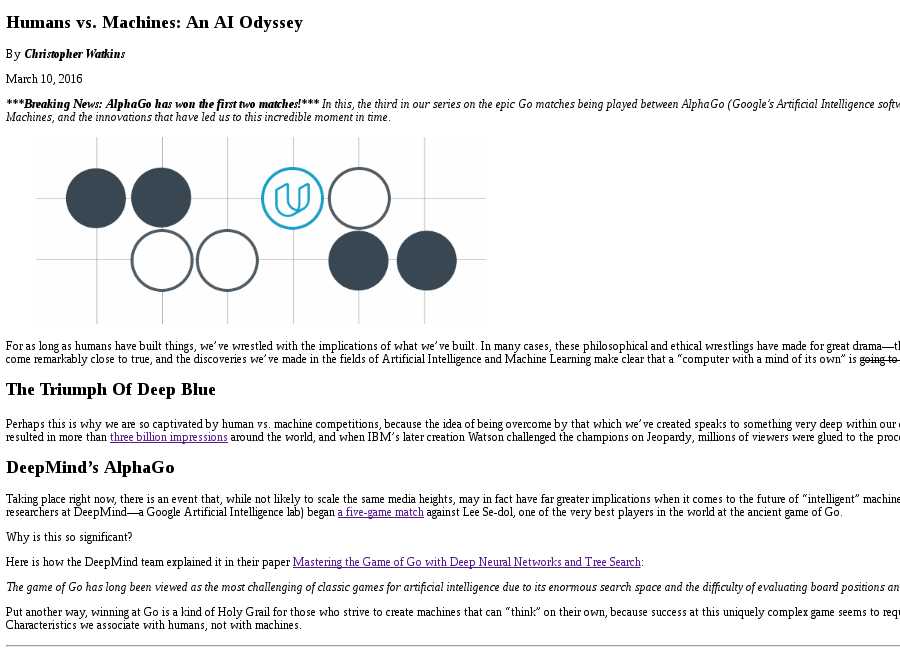 Humans vs. Machines: An AI Odyssey
By Christopher Watkins
March 10, 2016
***Breaking News: AlphaGo has won the first two matches!*** In this, the third in our series on the epic Go matches being played between AlphaGo (Google's Artificial Intelligence
Machines, and the innovations that have led us to this incredible moment in time.
For as long as humans have built things, we've wrestled with the implications of what we've built. In many cases, these philosophical and ethical wrestlings have made for great drama—
come remarkably close to true, and the discoveries we've made in the fields of Artificial Intelligence and Machine Learning make clear that a “computer with a mind of its own” is going to
The Triumph Of Deep Blue
Perhaps this is why we are so captivated by human vs. machine competitions, because the idea of being overcome by that which we've created speaks to something very deep within our
resulted in more than three billion impressions around the world, and when IBM's later creation Watson challenged the champions on Jeopardy, millions of viewers were glued to the
DeepMind's AlphaGo
Taking place right now, there is an event that, while not likely to scale the same media heights, may in fact have far greater implications when it comes to the future of “intelligent”
researchers at DeepMind—a Google Artificial Intelligence lab) began a five-game match against Lee Se-dol, one of the very best players in the world at the ancient game of Go.
Why is this so significant?
Here is how the DeepMind team explained it in their paper Mastering the Game of Go with Deep Neural Networks and Tree Search:
The game of Go has long been viewed as the most challenging of classic games for artificial intelligence due to its enormous search space and the difficulty of evaluating board positions
Put another way, winning at Go is a kind of Holy Grail for those who strive to create machines that can “think” on their own, because success at this uniquely complex game seems to
Characteristics we associate with humans, not with machines.